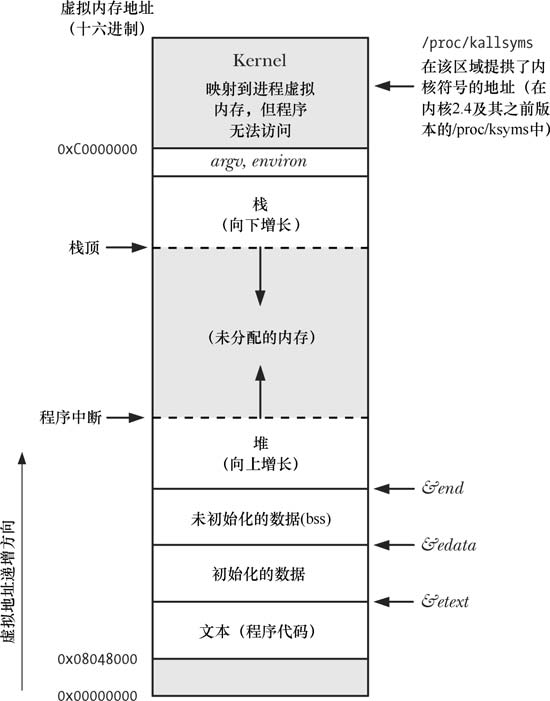 虚拟内存地址
（十六进制）
/proc/kallsyms
在该区域提供了内
核符号的地址（在
内核2.4及其之前版
本的/proc/ksyms中）
Kernel
映射到进程虚拟
内存，但程序
无法访问
0xC0000000
argv, environ
栈
（向下增长）
栈顶
（未分配的内存）
程序中断
堆
（向上增长）
&end
未初始化的数据(bss)
&edata
初始化的数据
&etext
文本（程序代码）
0x08048000
0x00000000
虚拟地址递增方向